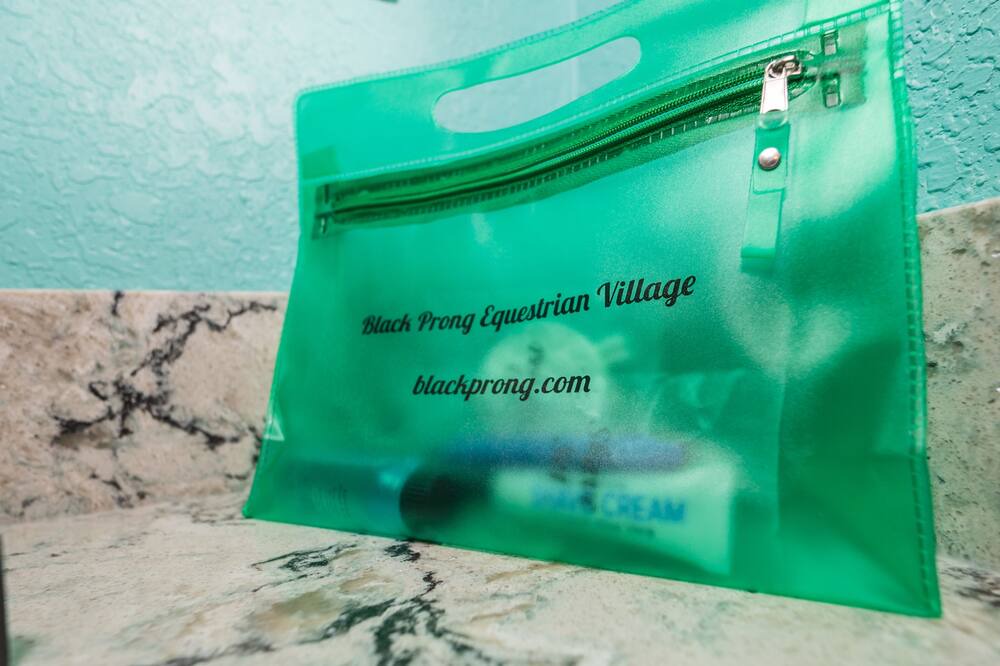 Black Prong Equestrian Village
blackprong.com
SHAVE CREAM